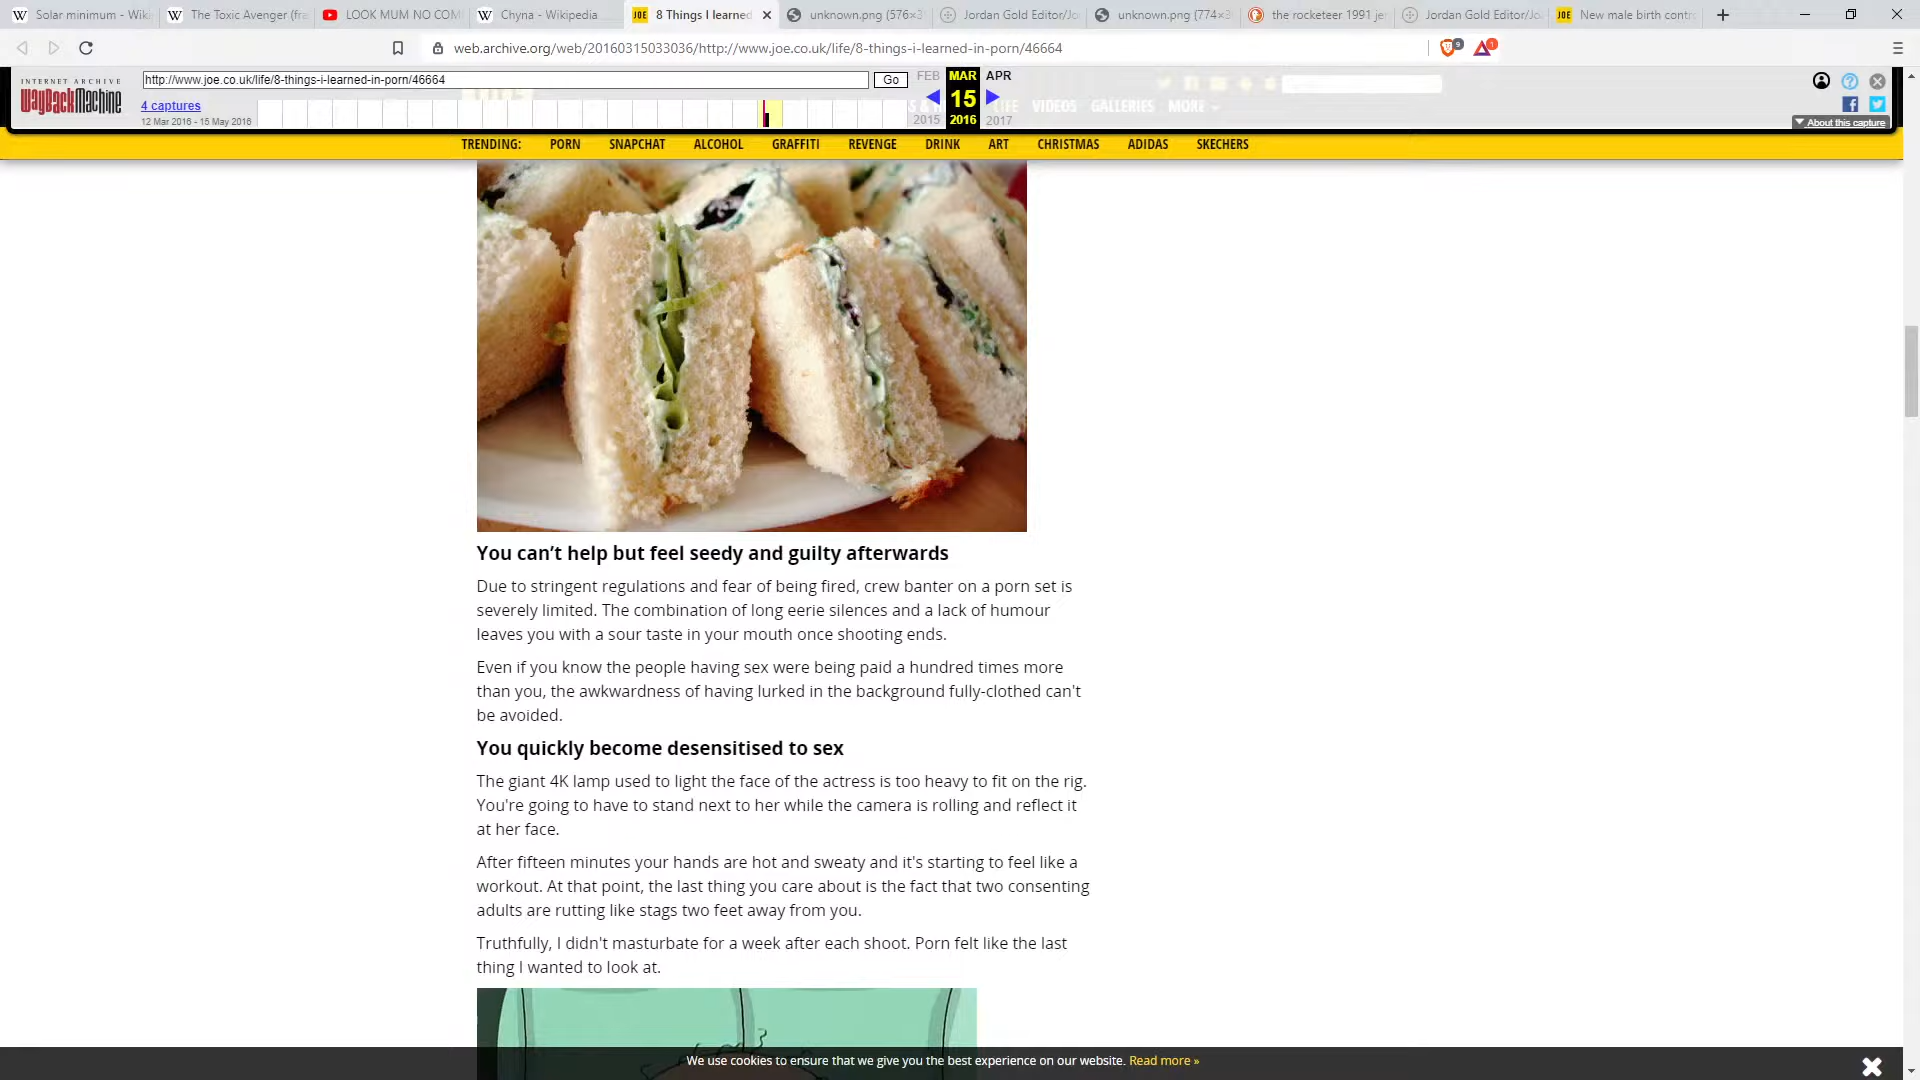 Solar minimum - Wiki
The Toxic Avenger (fra
LOOK MUM NO COM
Chyna - Wikipedia
8 Things I learned
unknown.png (576×3
Jordan Gold Editor/Jo
unknown.png (774×3
the rocketeer 1991 je
Jordan Gold Editor/Jo
New male birth contr
web.archive.org/web/20160315033036/http://www.joe.co.uk/life/8-things-i-learned-in-porn/46664
9
1
INTERNET ARCHIVE
WayBackMachine
http://www.joe.co.uk/life/8-things-i-learned-in-porn/46664
Go
FEB MAR APR
4 captures
12 Mar 2016 - 15 May 2016
15
2015 2016 2017
LIFE VIDEOS GALLERIES MORE
About this capture
TRENDING: PORN SNAPCHAT ALCOHOL GRAFFITI REVENGE DRINK ART CHRISTMAS ADIDAS SKECHERS
You can’t help but feel seedy and guilty afterwards
Due to stringent regulations and fear of being fired, crew banter on a porn set is
severely limited. The combination of long eerie silences and a lack of humour
leaves you with a sour taste in your mouth once shooting ends.
Even if you know the people having sex were being paid a hundred times more
than you, the awkwardness of having lurked in the background fully-clothed can't
be avoided.
You quickly become desensitised to sex
The giant 4K lamp used to light the face of the actress is too heavy to fit on the rig.
You're going to have to stand next to her while the camera is rolling and reflect it
at her face.
After fifteen minutes your hands are hot and sweaty and it's starting to feel like a
workout. At that point, the last thing you care about is the fact that two consenting
adults are rutting like stags two feet away from you.
Truthfully, I didn't masturbate for a week after each shoot. Porn felt like the last
thing I wanted to look at.
We use cookies to ensure that we give you the best experience on our website. Read more »